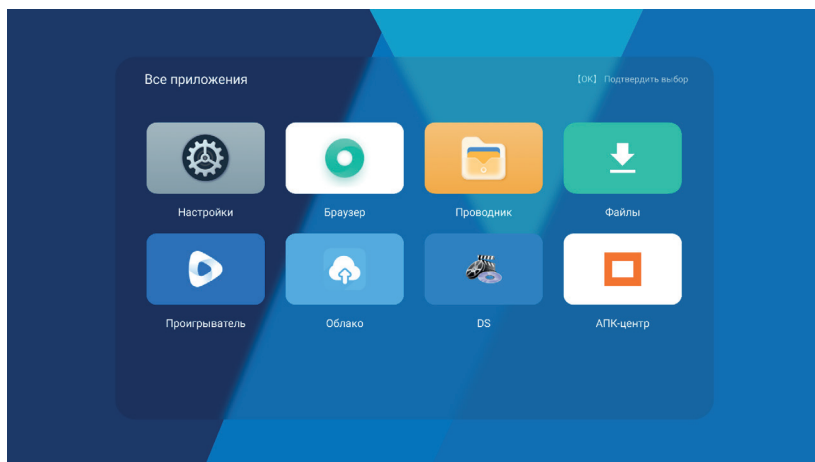 Все приложения
【OK】 Подтвердить выбор
Настройки
Браузер
Проводник
Файлы
Проигрыватель
Облако
DS
АПК-центр